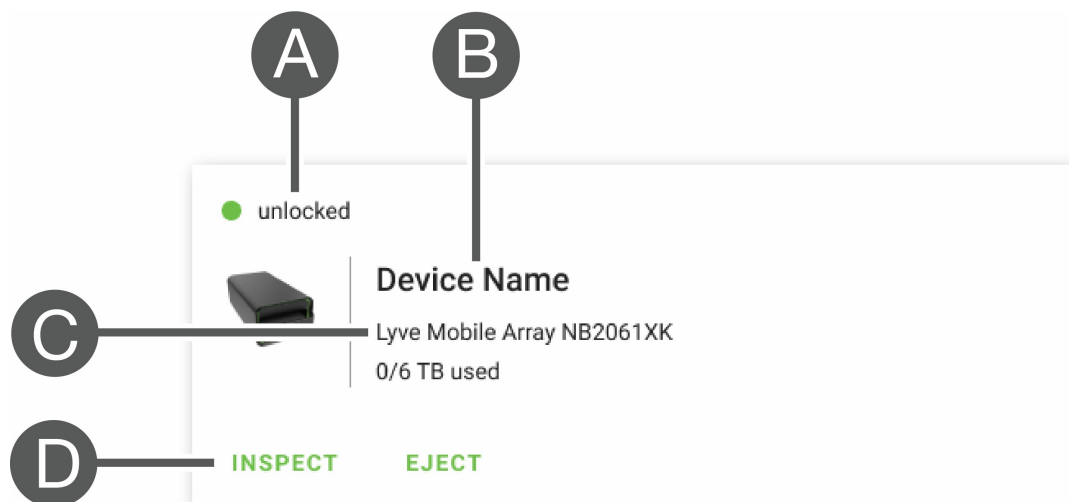 A
B
unlocked
Device Name
C
Lyve Mobile Array NB2061XK
0/6 TB used
D
INSPECT EJECT